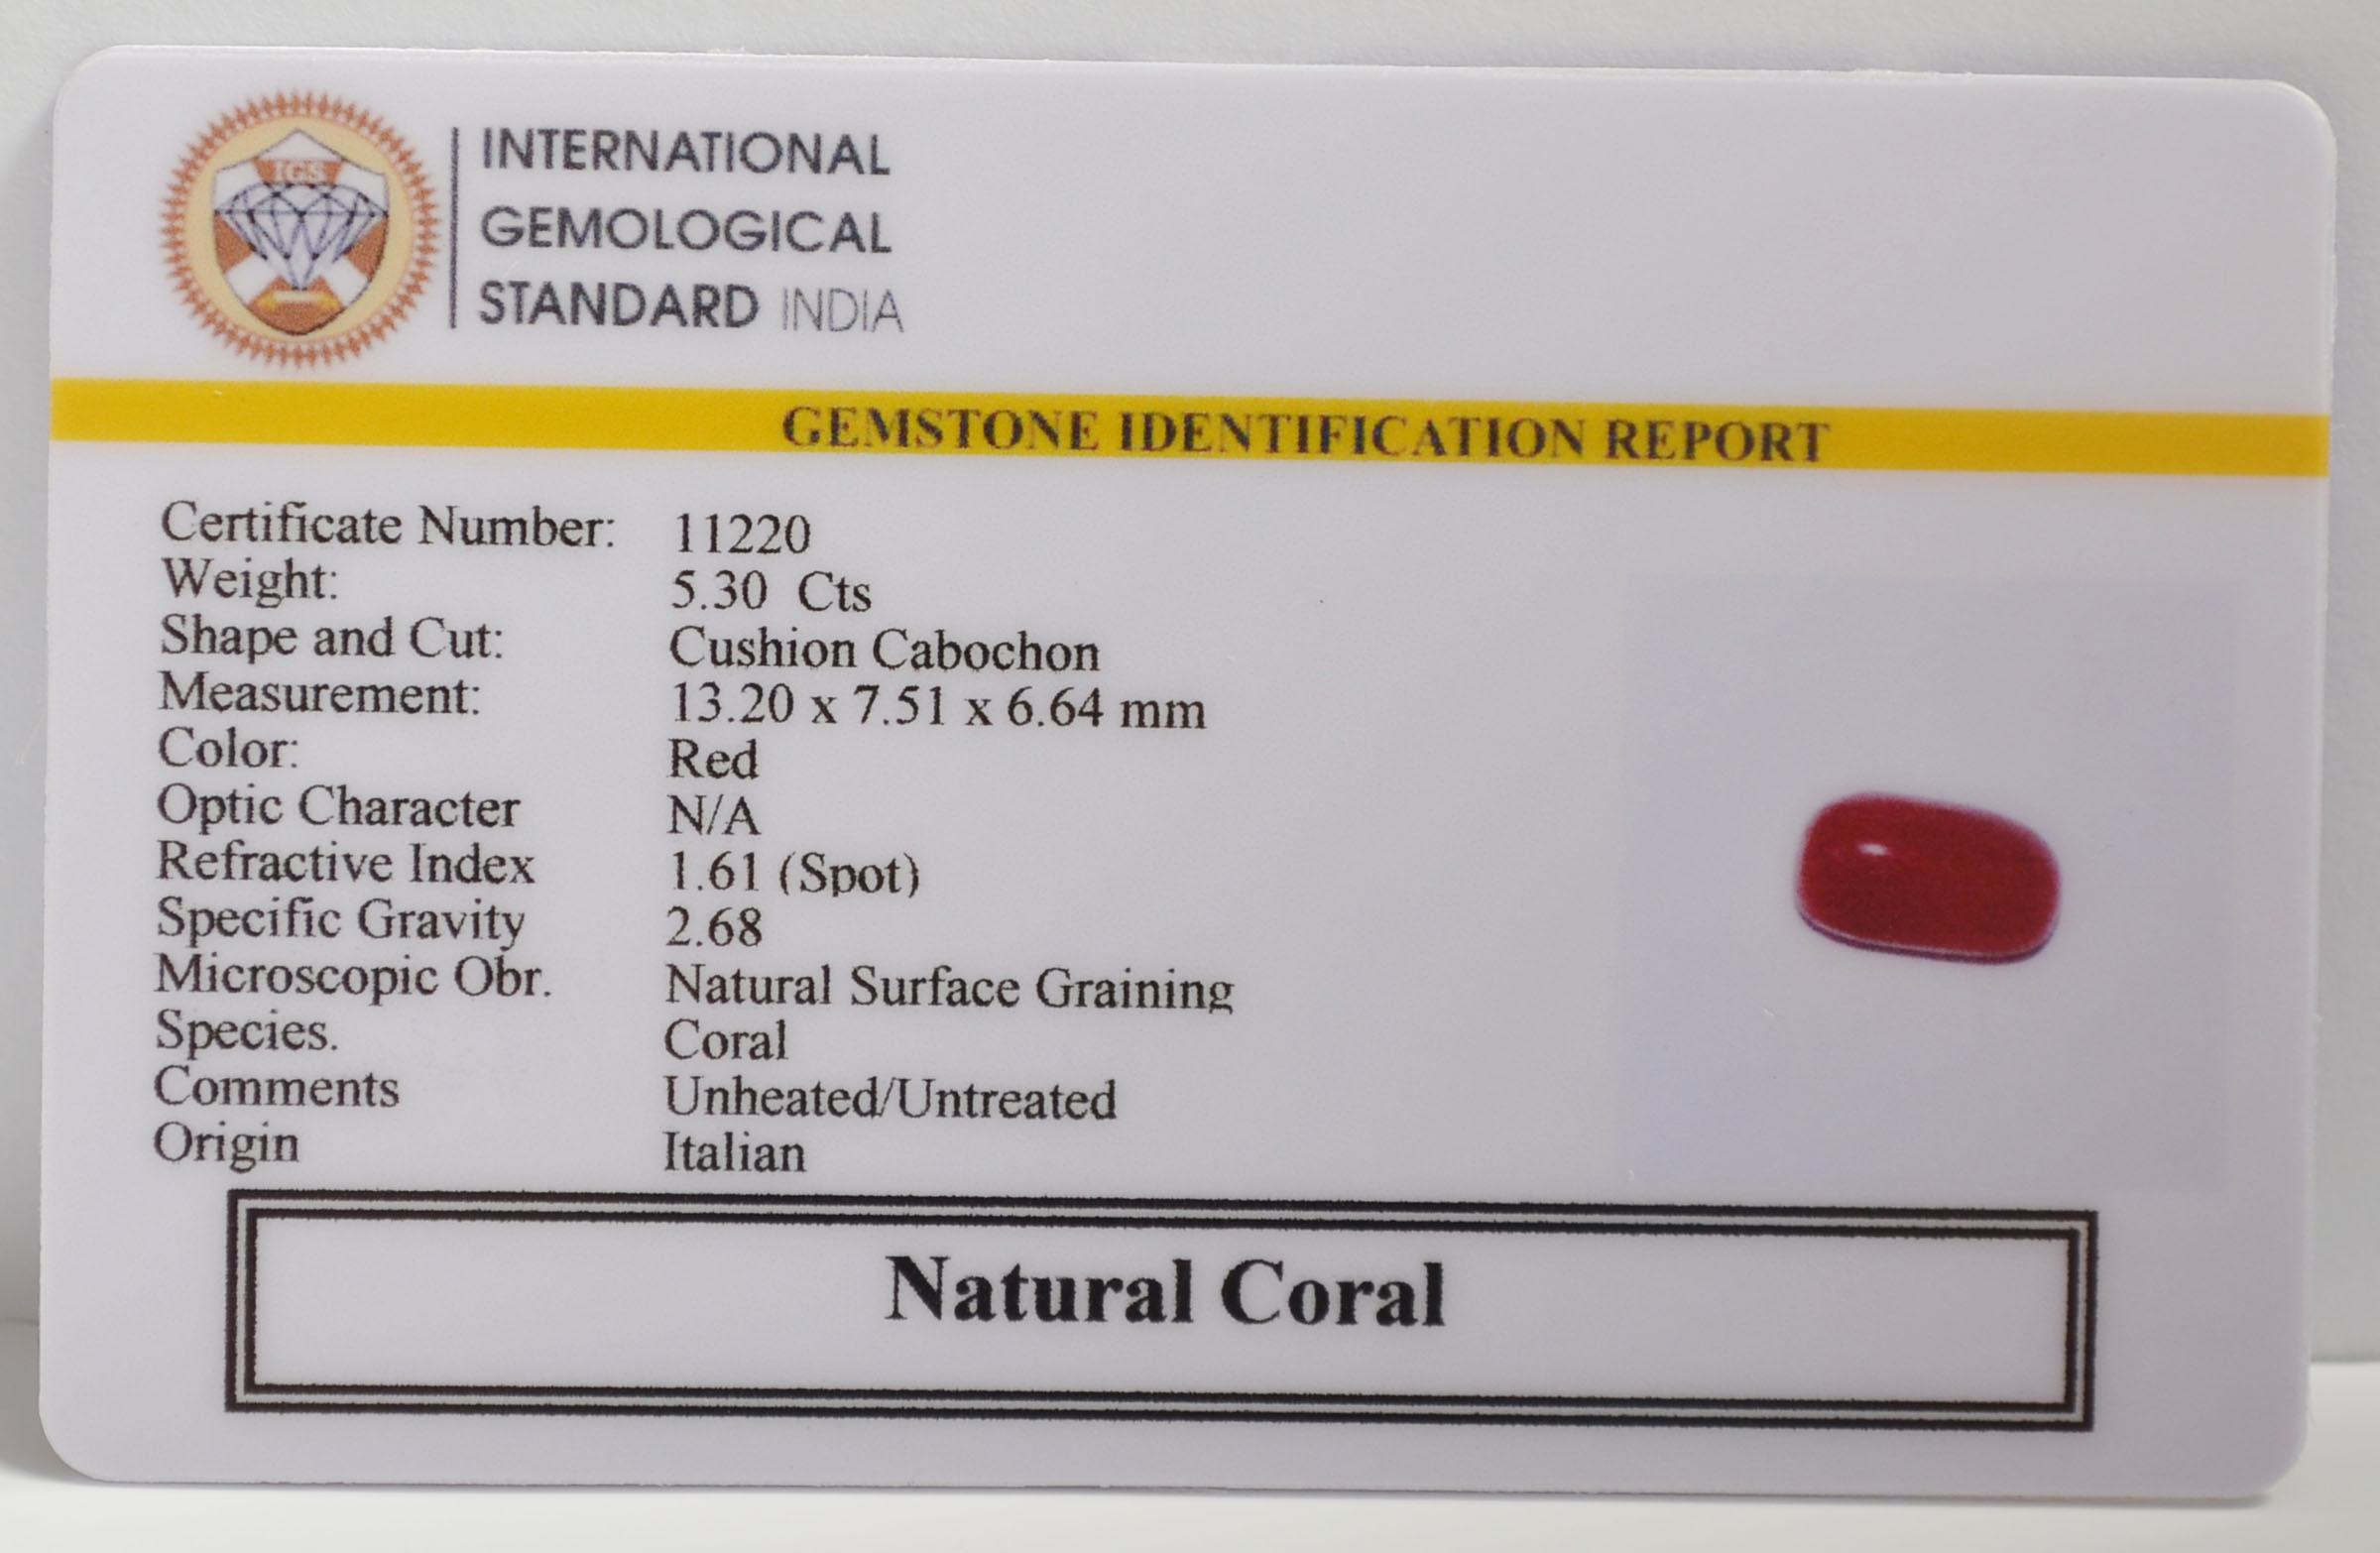 IGS
INTERNATIONAL
GEMOLOGICAL
STANDARD INDIA
GEMSTONE IDENTIFICATION REPORT
Certificate Number: 11220
Weight: 5.30 Cts
Shape and Cut: Cushion Cabochon
Measurement: 13.20 x 7.51 x 6.64 mm
Color: Red
Optic Character N/A
Refractive Index 1.61 (Spot)
Specific Gravity 2.68
Microscopic Obr. Natural Surface Graining
Species. Coral
Comments Unheated/Untreated
Origin Italian
Natural Coral